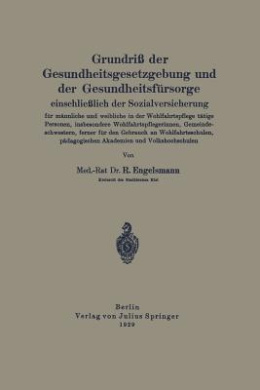 Grundriß der
Gesundheitsgesetzgebung und
der Gesundheitsfürsorge
einschließlich der Sozialversicherung
für männliche und weibliche in der Wohlfahrtspflege tätige
Personen, insbesondere Wohlfahrtspflegerinnen, Gemeinde-
schwestern, ferner für den Gebrauch an Wohlfahrtsschulen,
pädagogischen Akademien und Volkshochschulen
Von
Med.-Rat Dr. R. Engelsmann
Kreisarzt des Stadtkreises Kiel
Berlin
Verlag von Julius Springer
1929